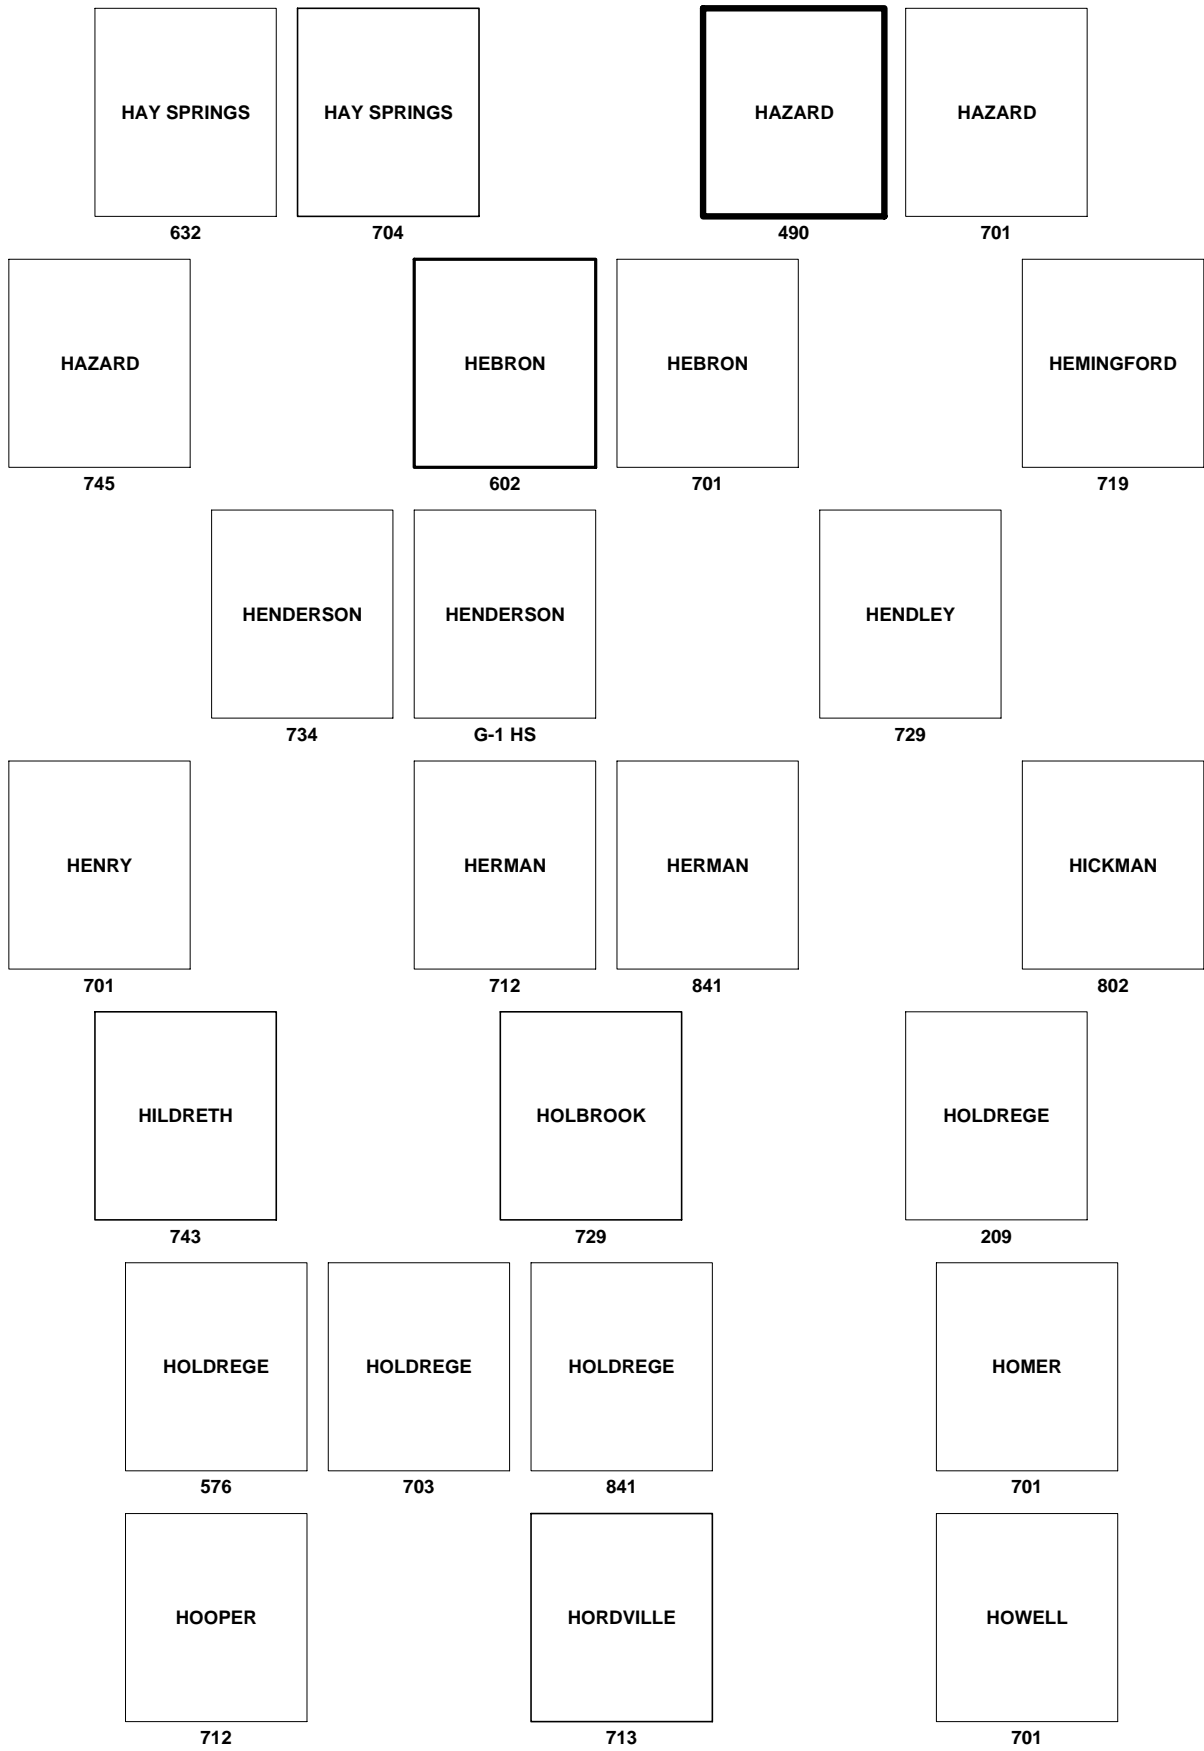 HAY SPRINGS HAY SPRINGS HAZARD HAZARD
632 704 490 701
HAZARD HEBRON HEBRON HEMINGFORD
745 602 701 719
HENDERSON HENDERSON HENDLEY
734 G-1 HS 729
HENRY HERMAN HERMAN HICKMAN
701 712 841 802
HILDRETH HOLBROOK HOLDREGE
743 729 209
HOLDREGE HOLDREGE HOLDREGE HOMER
576 703 841 701
HOOPER HORDVILLE HOWELL
712 713 701